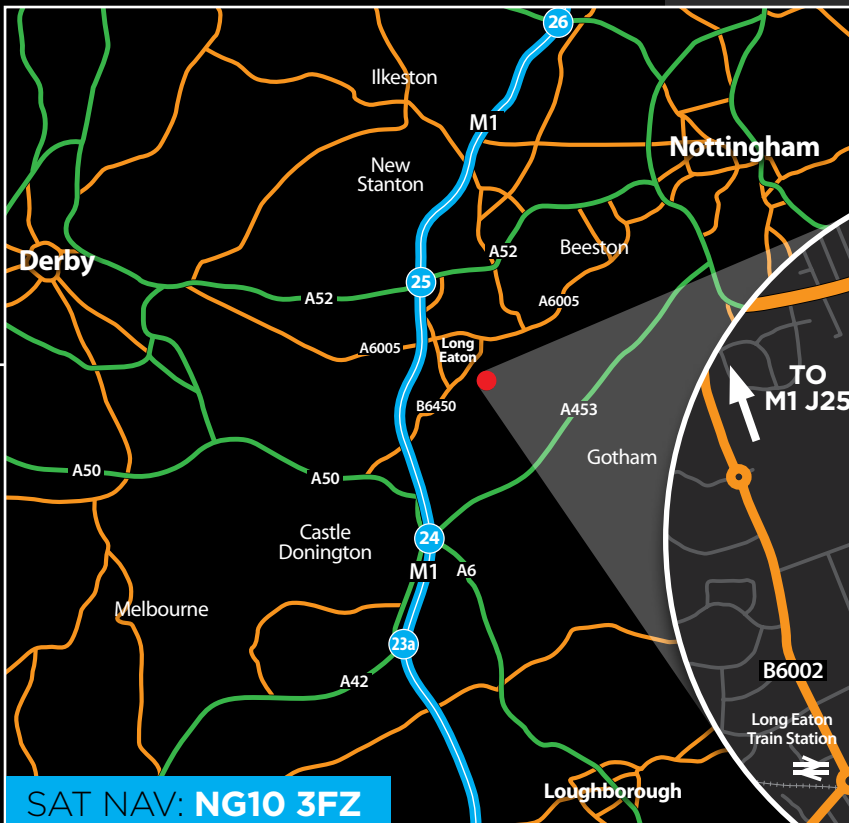 26
Ilkeston
M1
Nottingham
New
Stanton
A52
Beeston
Derby
25
A52
A6005
Long
Eaton
A6005
TO
M1 J25
B6450
A453
Gotham
A50
A50
Castle
Donington
24
M1
A6
Melbourne
23a
A42
B6002
Long Eaton
Train Station
Loughborough
SAT NAV: NG10 3FZ